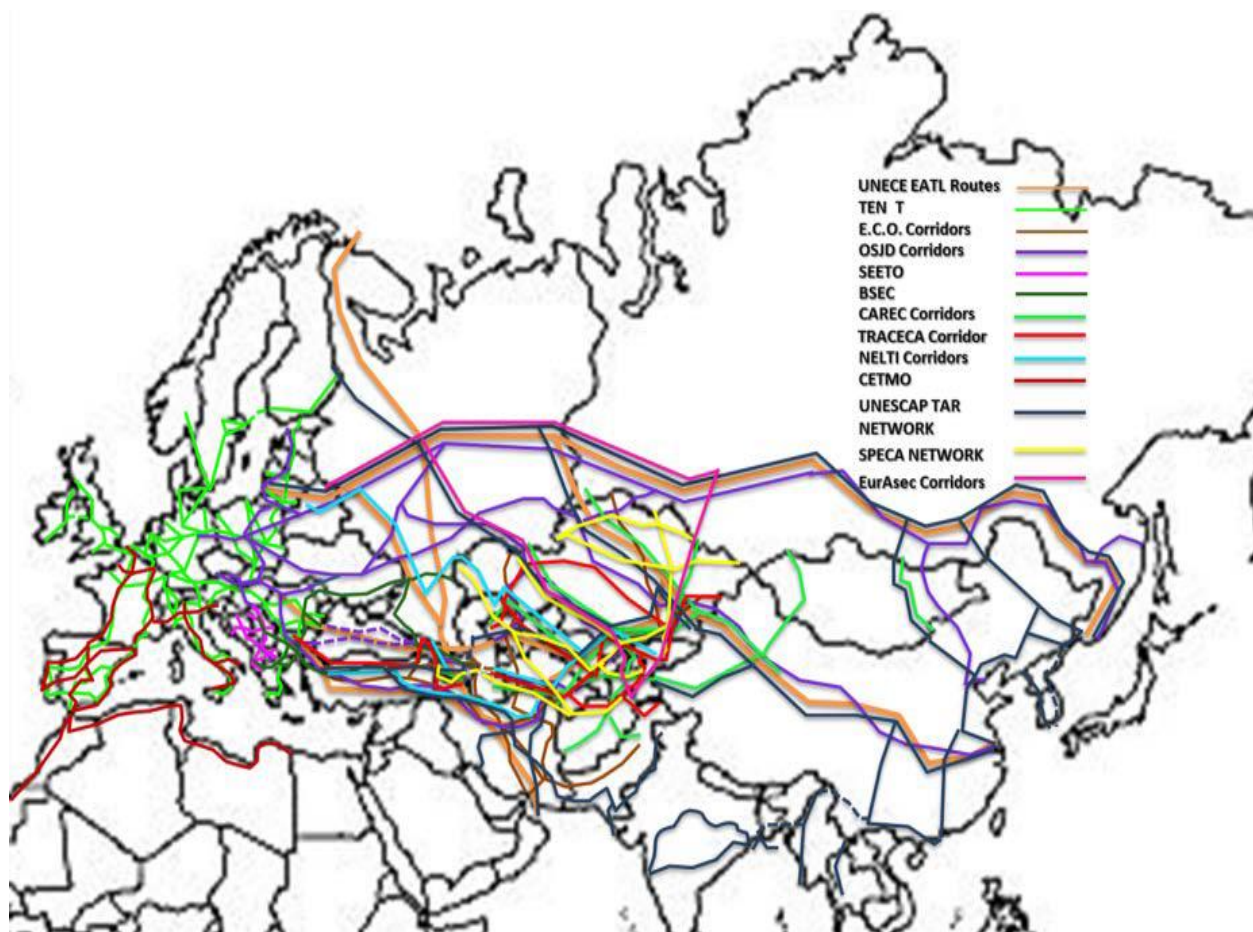 UNECE EATL Routes
TEN T
E.C.O. Corridors
OSJD Corridors
SEETO
BSEC
CAREC Corridors
TRACECA Corridor
NELTI Corridors
CETMO
UNESCAP TAR
NETWORK
SPECA NETWORK
EurAsec Corridors